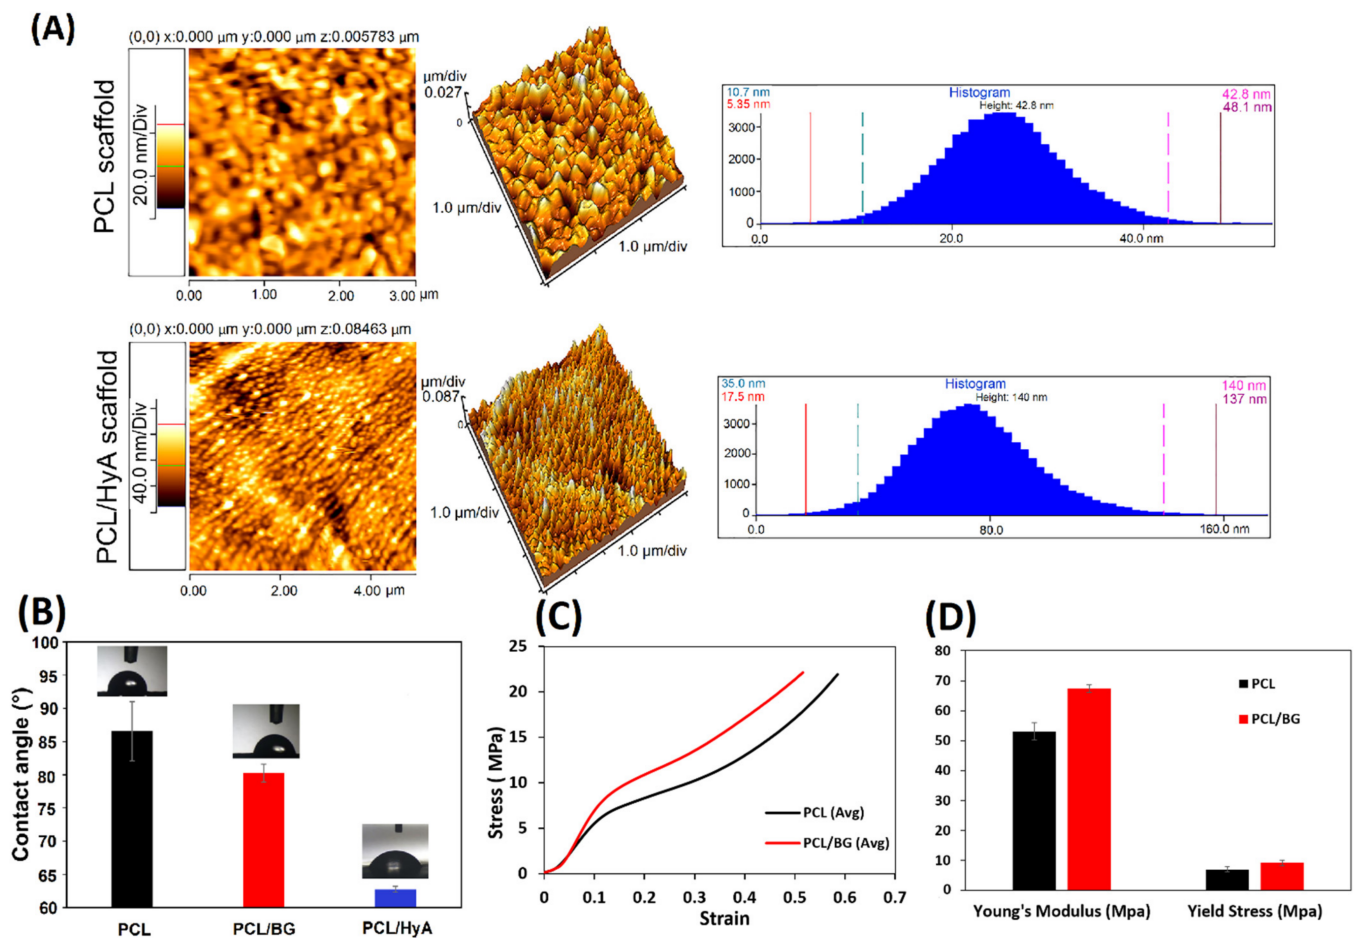 (A)
PCL scaffold
(0,0) x:0.000 µm y:0.000 µm z:0.005783 µm
20.0 nm/Div
0.00 1.00 2.00 3.00 µm
µm/div
0.027
0
1.0 µm/div
1.0 µm/div
10.7 nm Histogram 42.8 nm
5.35 nm Height: 42.8 nm 48.1 nm
3000
2000
1000
0
0.0 20.0 40.0 nm
PCL/HyA scaffold
(0,0) x:0.000 µm y:0.000 µm z:0.08463 µm
40.0 nm/Div
0.00 2.00 4.00 µm
µm/div
0.087
0
1.0 µm/div
1.0 µm/div
35.0 nm Histogram 140 nm
17.5 nm Height: 140 nm 137 nm
3000
2000
1000
0
0.0 80.0 160.0 nm
(B)
Contact angle (°)
100
95
90
85
80
75
70
65
60
PCL PCL/BG PCL/HyA
(C)
Stress ( MPa)
25
20
15
10
5
0
PCL (Avg)
PCL/BG (Avg)
0 0.1 0.2 0.3 0.4 0.5 0.6 0.7
Strain
(D)
80
70
60
50
40
30
20
10
0
PCL
PCL/BG
Young's Modulus (Mpa) Yield Stress (Mpa)